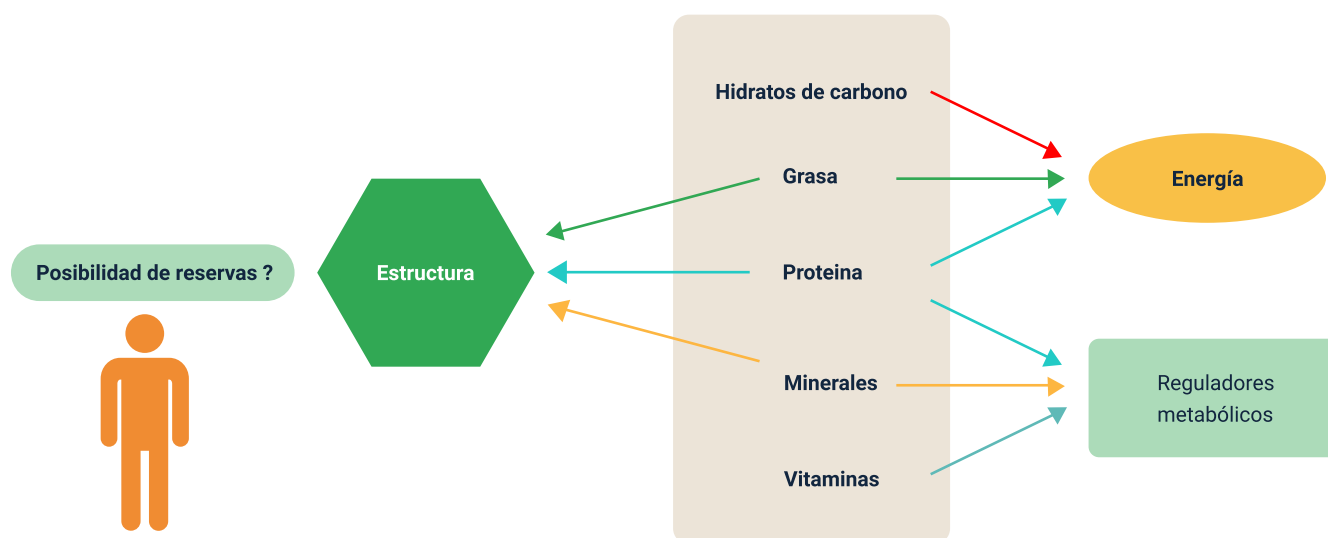 Posibilidad de reservas ?
Estructura
Hidratos de carbono
Grasa
Proteina
Minerales
Vitaminas
Energía
Reguladores
metabólicos